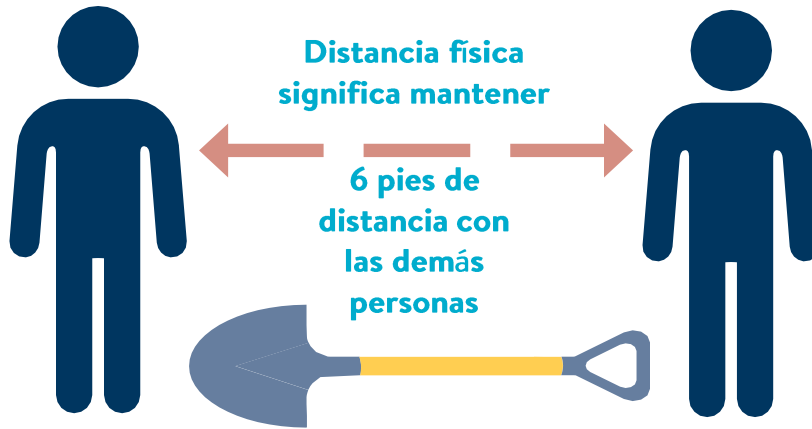 Distancia física
significa mantener
6 pies de
distancia con
las demás
personas